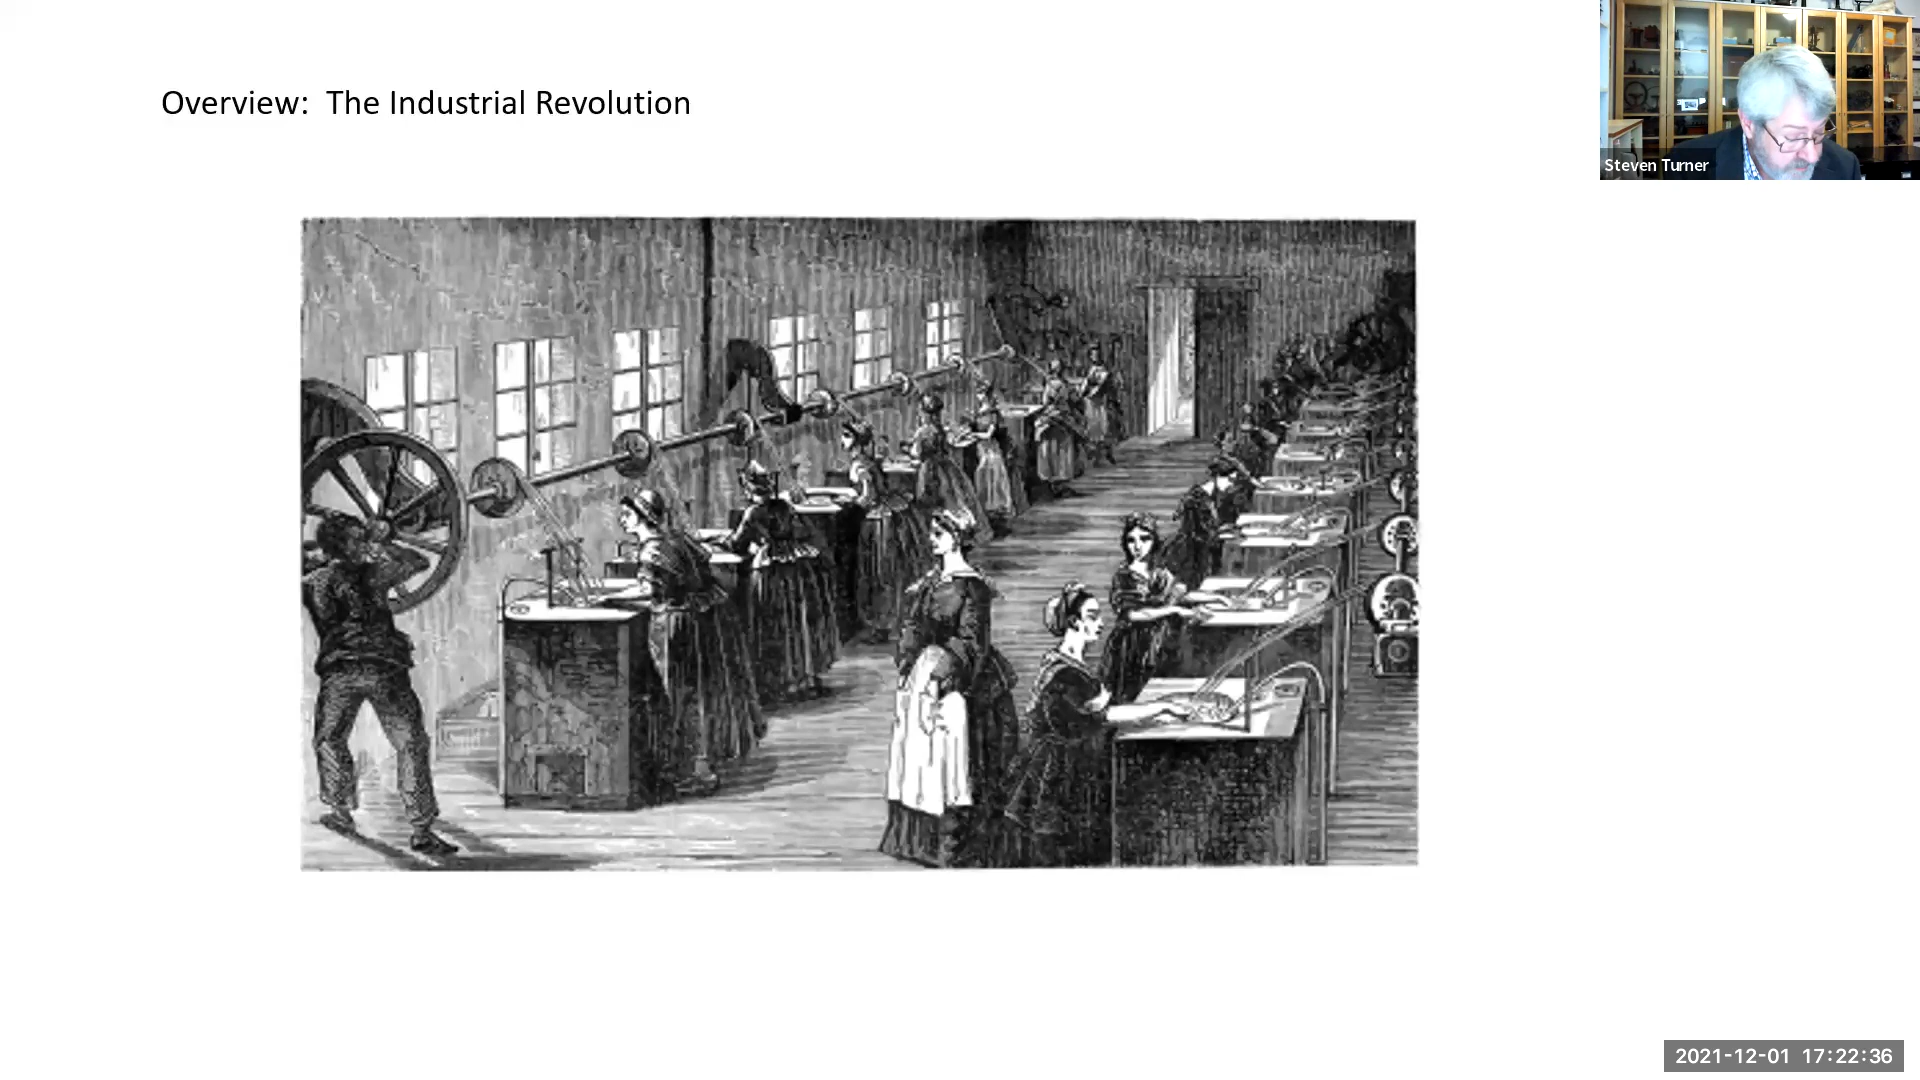 Overview: The Industrial Revolution
Steven Turner
2021-12-01 17:22:36